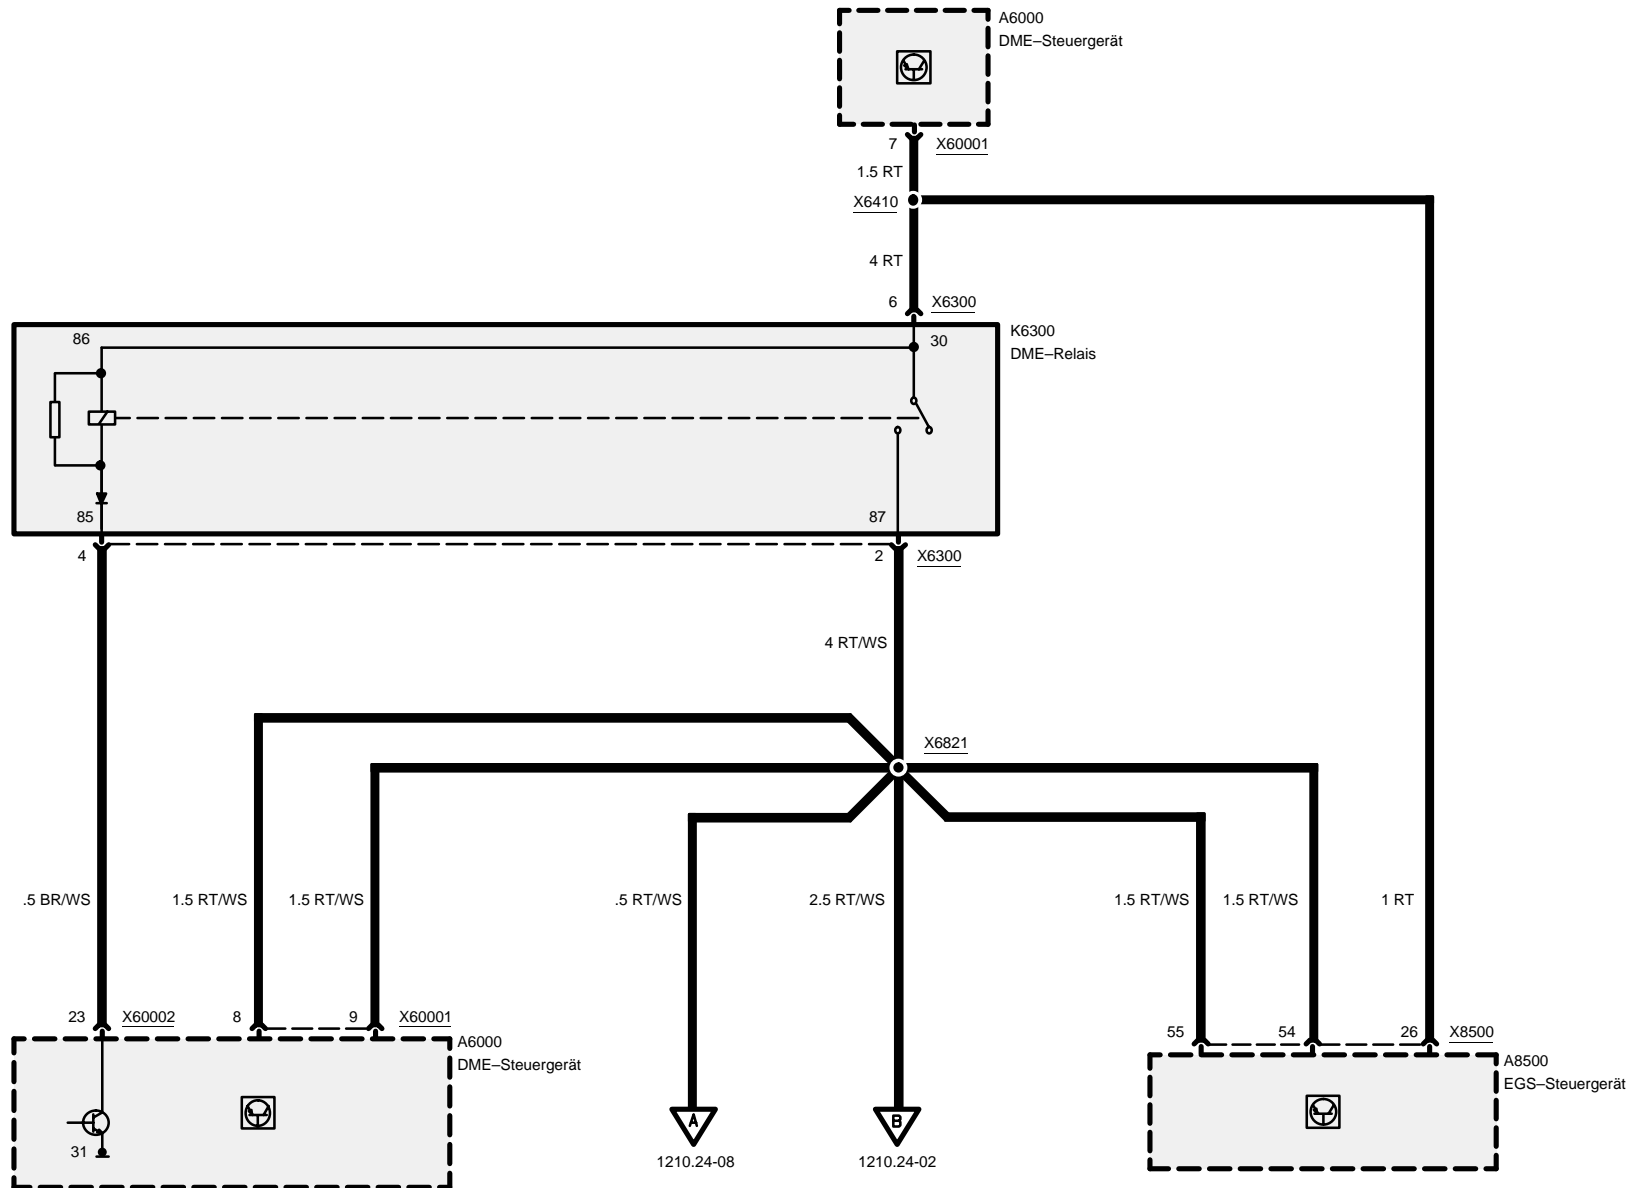 A6000
DME–Steuergerät
7 X60001
1.5 RT
X6410
4 RT
6 X6300
K6300
DME–Relais
86
30
85
87
4
2 X6300
4 RT/WS
X6821
.5 BR/WS
1.5 RT/WS
1.5 RT/WS
.5 RT/WS
2.5 RT/WS
1.5 RT/WS
1.5 RT/WS
1 RT
23 X60002
8
9 X60001
55
54
26 X8500
A6000
DME–Steuergerät
A8500
EGS–Steuergerät
31
A
B
1210.24-08
1210.24-02